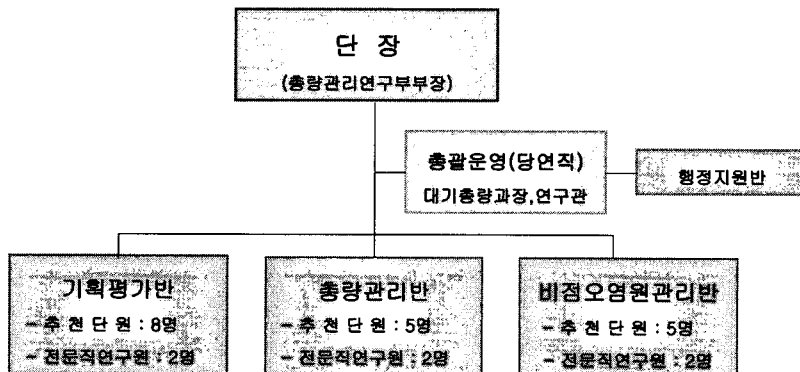 단 장
(총량관리연구부부장)
총괄운영(당연직)
대기총량과장,연구관
행정지원반
기획평가반
- 추 천 단 원 : 8명
- 전문직연구원 : 2명
총량관리반
- 추 천 단 원 : 5명
- 전문직연구원 : 2명
비점오염원관리반
- 추 천 단 원 : 5명
- 전문직연구원 : 2명